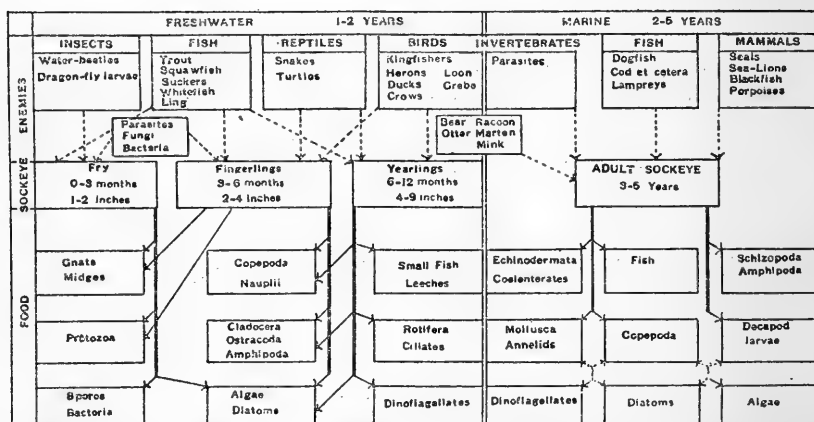 FRESHWATER 1-2 YEARS MARINE 2-5 YEARS
INSECTS FISH REPTILES BIRDS INVERTEBRATES FISH MAMMALS
ENEMIES
Water-beetles
Dragon-fly larvae
Trout
Squawfish
Suckers
Whitefish
Ling
Snakes
Turtles
Kingfishers
Herons Loon
Ducks Grebe
Crows
Parasites
Dogfish
Cod et cetera
Lampreys
Seals
Sea-Lions
Blackfish
Porpoises
Parasites
Fungi
Bacteria
Bear Racoon
Otter Marten
Mink
SOCKEYE
Fry
0-3 months
1-2 inches
Fingerlings
3-6 months
2-4 inches
Yearlings
6-12 months
4-9 inches
ADULT SOCKEYE
3-5 Years
FOOD
Gnats
Midges
Copepoda
Nauplii
Small Fish
Leeches
Echinodermata
Coelenterates
Fish
Schizopoda
Amphipoda
Protozoa
Cladocera
Ostracoda
Amphipoda
Rotifera
Ciliates
Mollusca
Annelids
Copepoda
Decapod
larvae
Spores
Bacteria
Algae
Diatoms
Dinoflagellates
Dinoflagellates
Diatoms
Algae